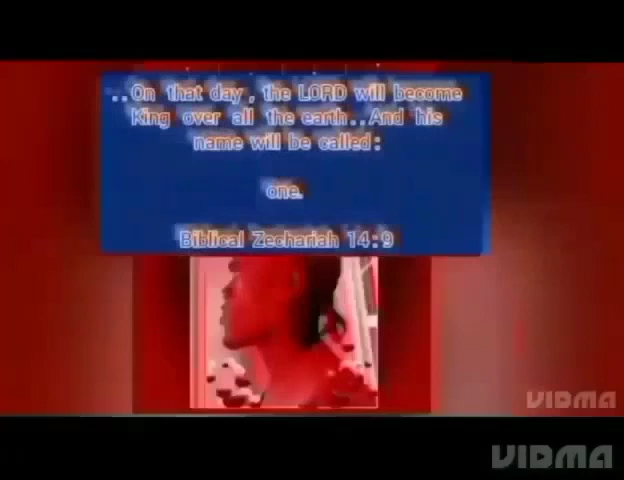 ..On that day, the LORD will become
King over all the earth..And his
name will be called:
one.
Biblical Zechariah 14:9
VIDMA
VIDMA